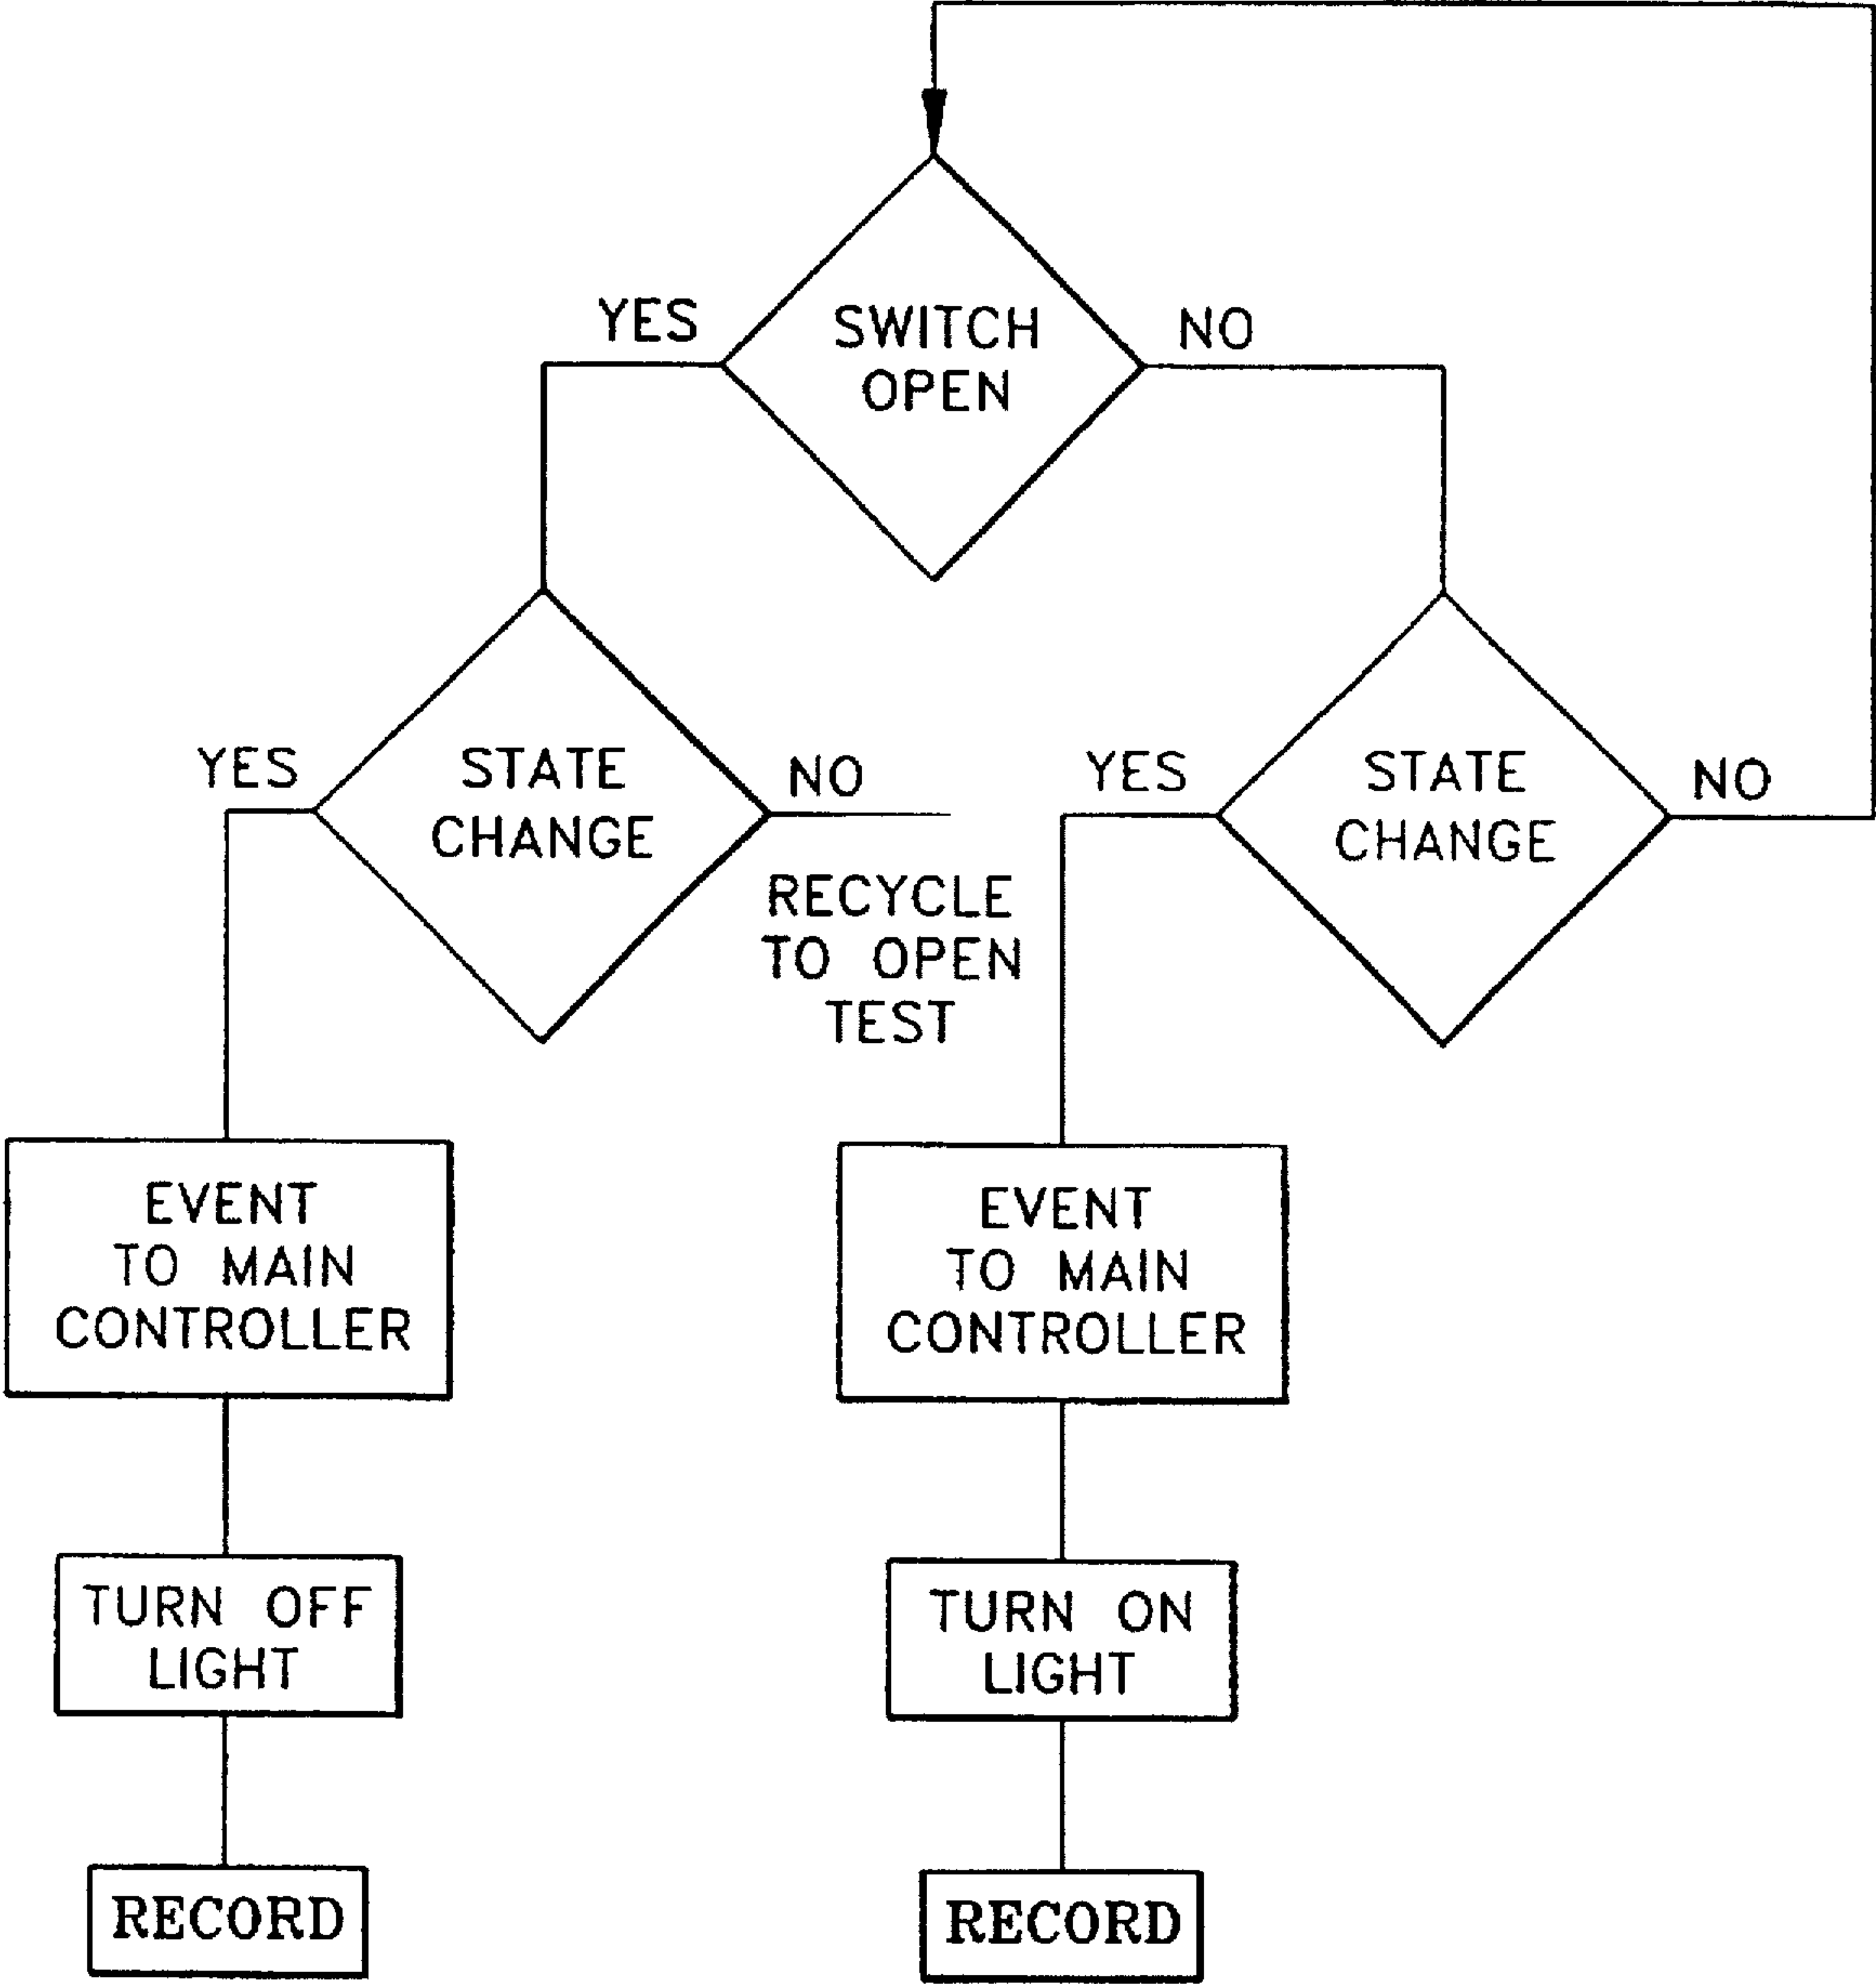 YES
SWITCH
OPEN
NO
YES
STATE
CHANGE
NO
RECYCLE
TO OPEN
TEST
YES
STATE
CHANGE
NO
EVENT
TO MAIN
CONTROLLER
EVENT
TO MAIN
CONTROLLER
TURN OFF
LIGHT
TURN ON
LIGHT
RECORD
RECORD